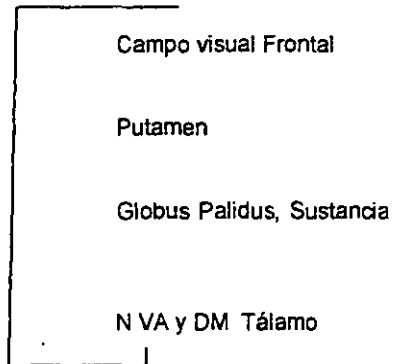 Campo visual Frontal
Putamen
Globus Palidus, Sustancia
N VA y DM Tálamo